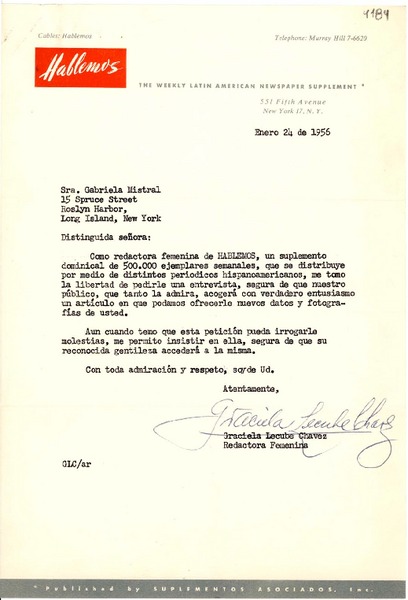 4184
Cables: Hablemos
Telephone: Murray Hill 7-6629
Hablemos
THE WEEKLY LATIN AMERICAN NEWSPAPER SUPPLEMENT
551 Fifth Avenue
New York 17, N. Y.
Enero 24 de 1956
Sra. Gabriela Mistral
15 Spruce Street
Roslyn Harbor,
Long Island, New York
Distinguida señora:
Como redactora femenina de HABLEMOS, un suplemento
dominical de 500.000 ejemplares semanales, que se distribuye
por medio de distintos periodicos hispanoamericanos, me tomo
la libertad de pedirle una entrevista, segura de que nuestro
público, que tanto la admira, acogerá con verdadero entusiasmo
un artículo en que podamos ofrecerle nuevos datos y fotogra-
fías de usted.
Aun cuando temo que esta petición pueda irrogarle
molestias, me permito insistir en ella, segura de que su
reconocida gentileza accederá a la misma.
Con toda admiración y respeto, soy de Ud.
Atentamente,
Graciela Lecube Chavez
Graciela Lecube Chavez
Redactora Femenina
GLC/ar
Published by SUPLEMENTOS ASOCIADOS, Inc.